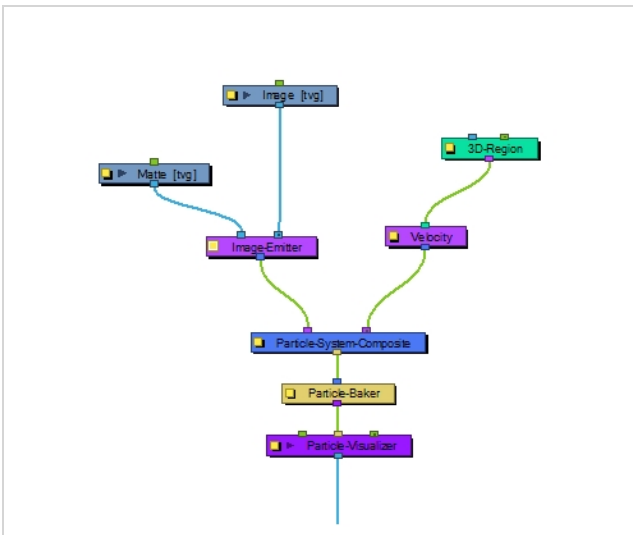 Image [tvg]
3D-Region
Matte [tvg]
Image-Emitter
Velocity
Particle-System-Composite
Particle-Baker
Particle-Visualizer